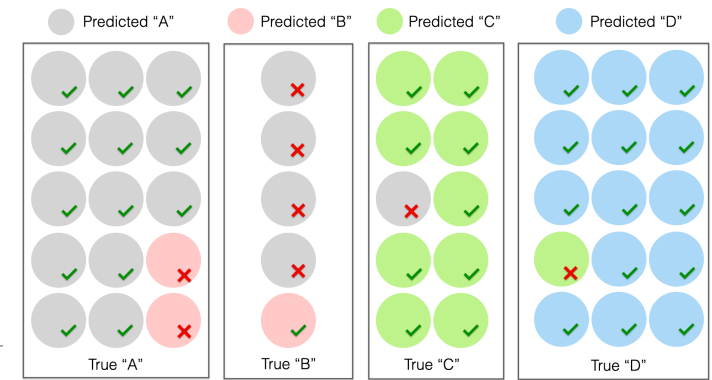 Predicted “A” Predicted “B” Predicted “C” Predicted “D”
True “A” True “B” True “C” True “D”